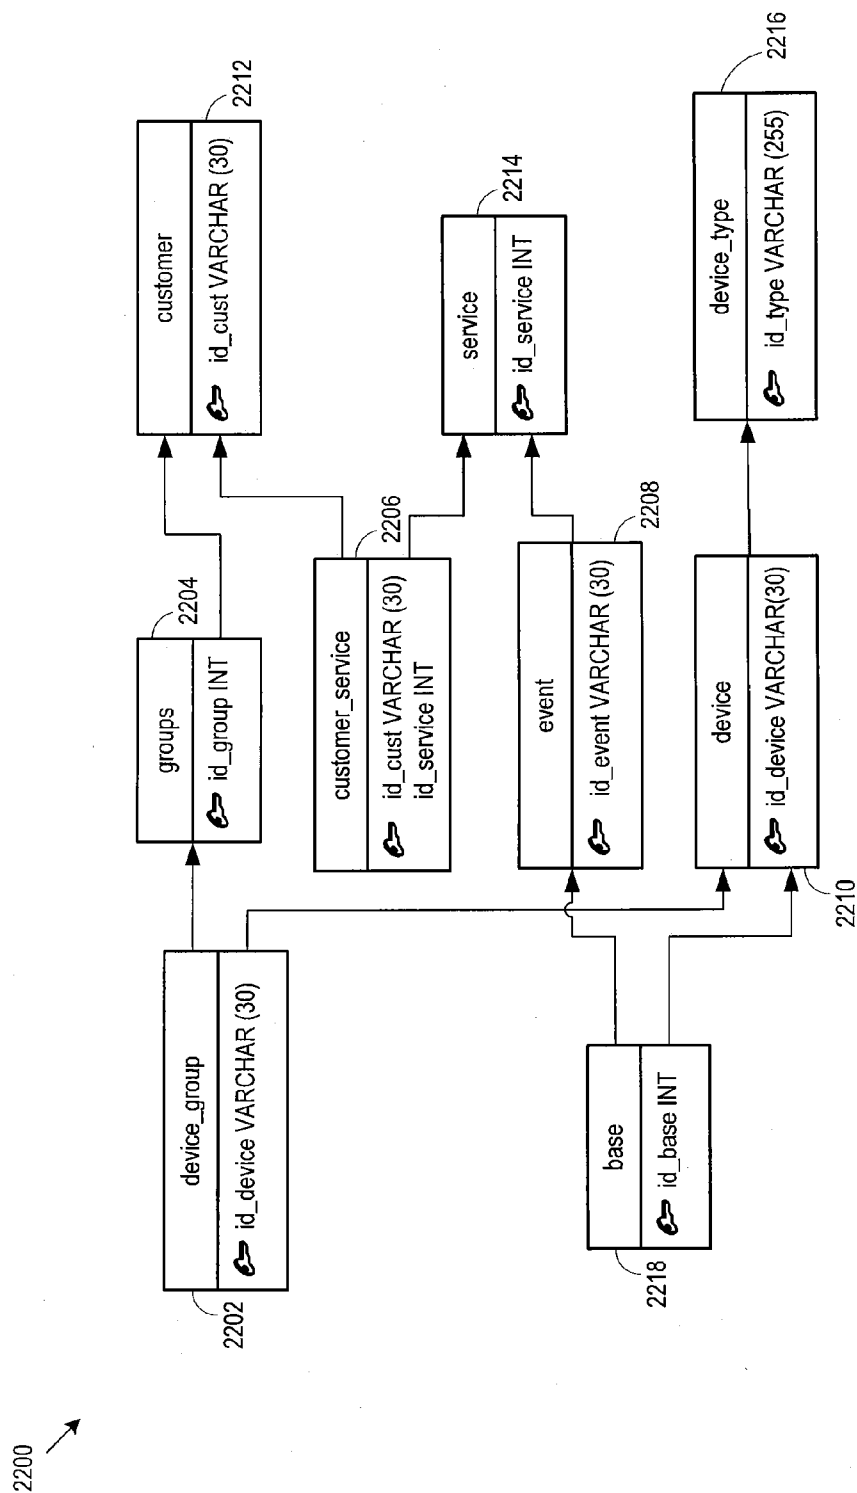 2200
device_group
id_device VARCHAR (30)
2202
groups
id_group INT
2204
customer
id_cust VARCHAR (30)
2212
customer_service
id_cust VARCHAR (30)
id_service INT
2206
service
id_service INT
2214
event
id_event VARCHAR (30)
2208
base
id_base INT
2218
device
id_device VARCHAR(30)
2210
device_type
id_type VARCHAR (255)
2216